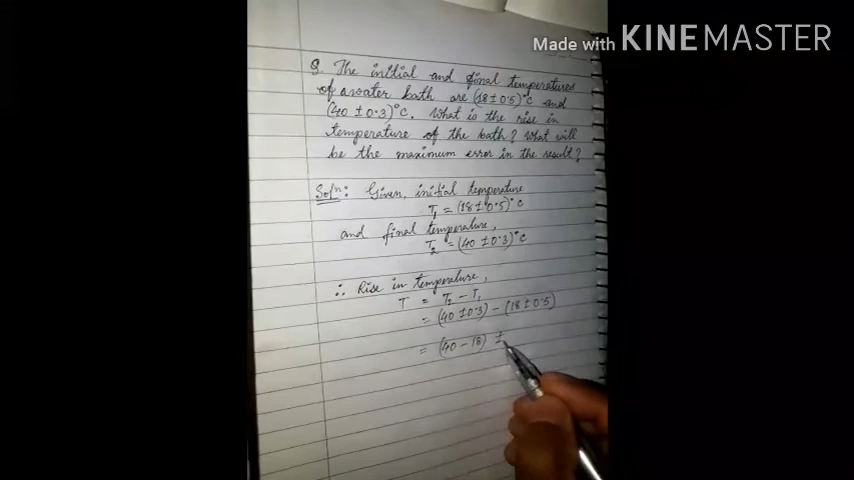 Made with KINEMASTER
Q. The initial and final temperatures
of a water bath are (18 ± 0.5)°C and
(40 ± 0.3)°C. What is the rise in
temperature of the bath? What will
be the maximum error in the result?
Solⁿ: Given, initial temperature
T₁ = (18 ± 0.5)°C
and final temperature,
T₂ = (40 ± 0.3)°C
∴ Rise in temperature,
T = T₂ - T₁
= (40 ± 0.3) - (18 ± 0.5)
= (40 - 18) ±